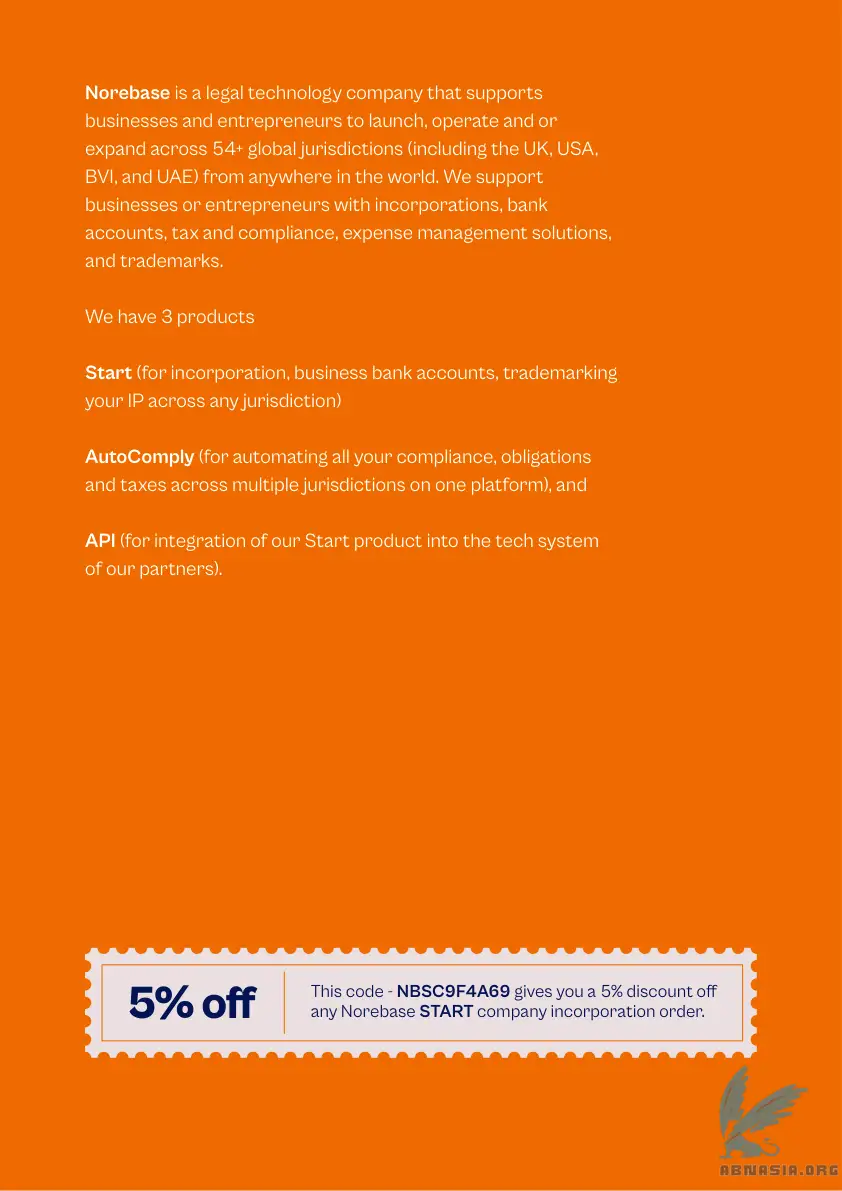 Norebase is a legal technology company that supports
businesses and entrepreneurs to launch, operate and or
expand across 54+ global jurisdictions (including the UK, USA,
BVI, and UAE) from anywhere in the world. We support
businesses or entrepreneurs with incorporations, bank
accounts, tax and compliance, expense management solutions,
and trademarks.
We have 3 products
Start (for incorporation, business bank accounts, trademarking
your IP across any jurisdiction)
AutoComply (for automating all your compliance, obligations
and taxes across multiple jurisdictions on one platform), and
API (for integration of our Start product into the tech system
of our partners).
5% off
This code - NBSC9F4A69 gives you a 5% discount off
any Norebase START company incorporation order.
ABNASIA.ORG